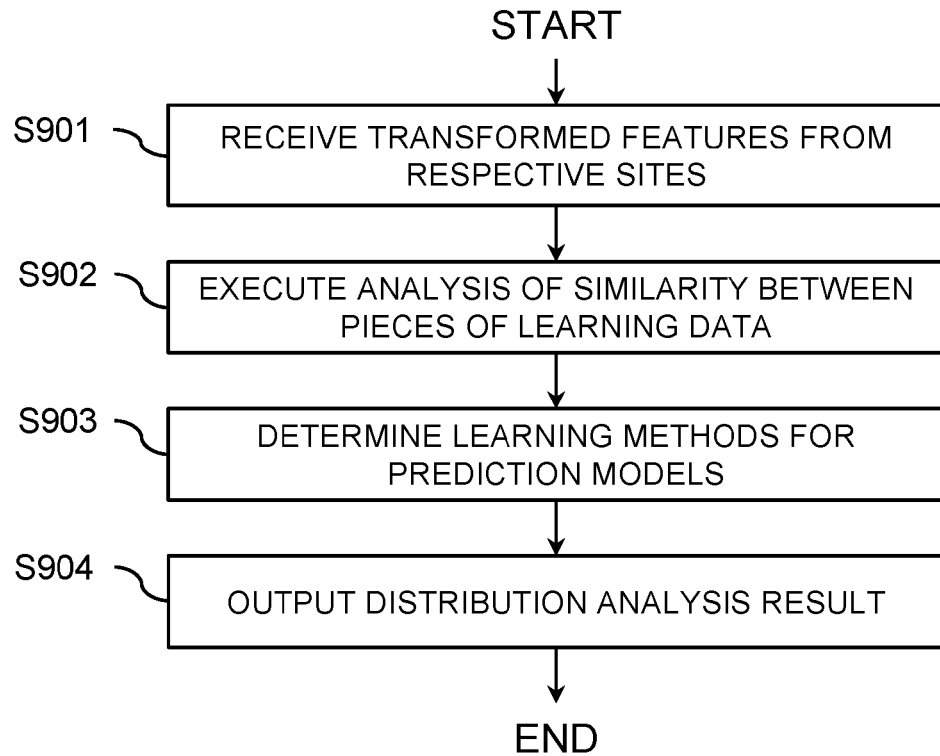 START
S901
RECEIVE TRANSFORMED FEATURES FROM
RESPECTIVE SITES
S902
EXECUTE ANALYSIS OF SIMILARITY BETWEEN
PIECES OF LEARNING DATA
S903
DETERMINE LEARNING METHODS FOR
PREDICTION MODELS
S904
OUTPUT DISTRIBUTION ANALYSIS RESULT
END